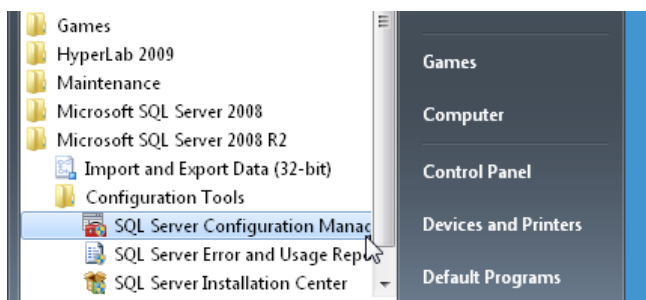 Games
HyperLab 2009
Maintenance
Microsoft SQL Server 2008
Microsoft SQL Server 2008 R2
Import and Export Data (32-bit)
Configuration Tools
SQL Server Configuration Manag
SQL Server Error and Usage Repo
SQL Server Installation Center
Games
Computer
Control Panel
Devices and Printers
Default Programs